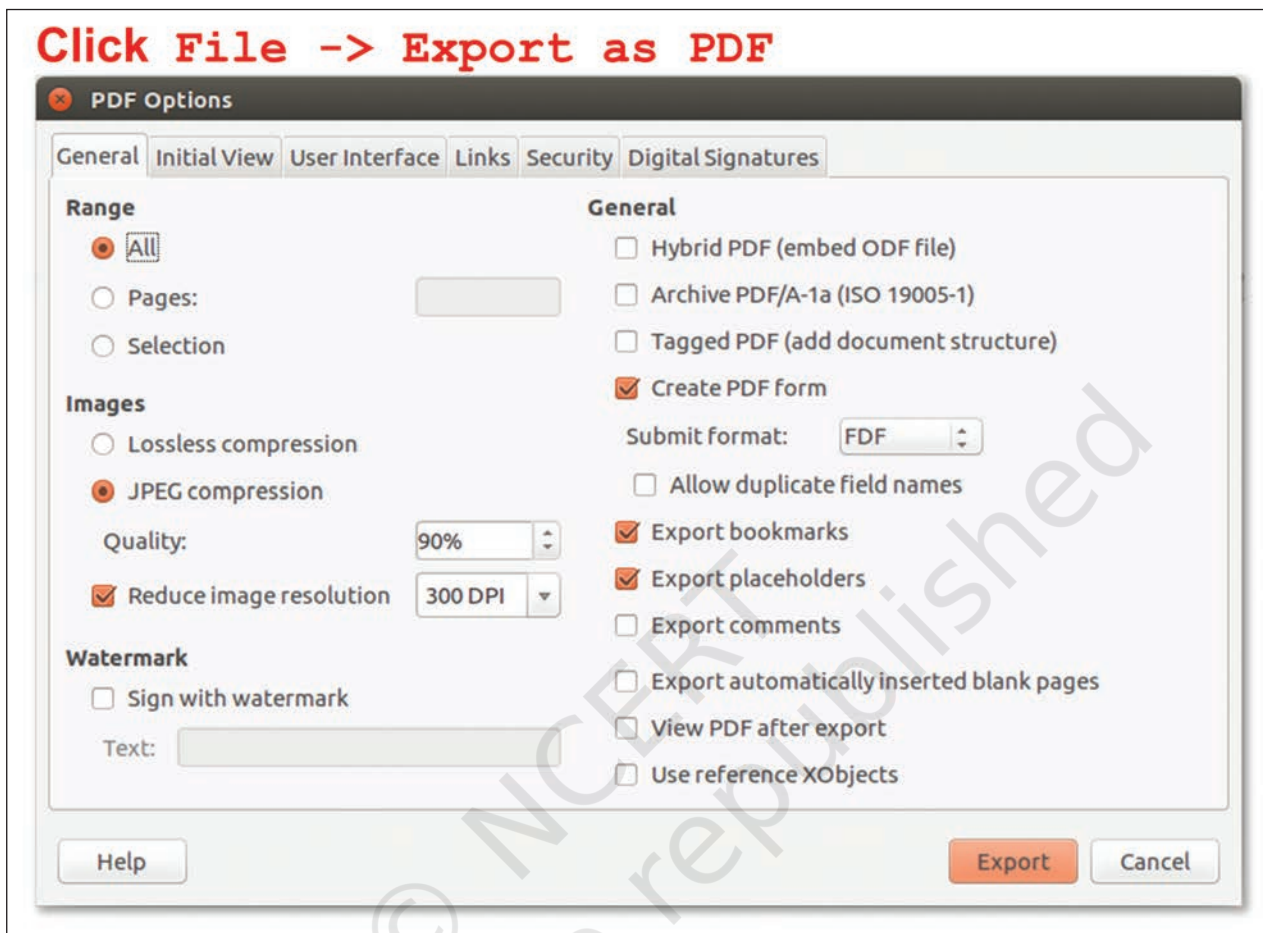 Click File -> Export as PDF
PDF Options
General Initial View User Interface Links Security Digital Signatures
Range
All
Pages:
Selection
Images
Lossless compression
JPEG compression
Quality: 90%
Reduce image resolution 300 DPI
Watermark
Sign with watermark
Text:
General
Hybrid PDF (embed ODF file)
Archive PDF/A-1a (ISO 19005-1)
Tagged PDF (add document structure)
Create PDF form
Submit format: FDF
Allow duplicate field names
Export bookmarks
Export placeholders
Export comments
Export automatically inserted blank pages
View PDF after export
Use reference XObjects
Help Export Cancel
© NCERT
republished